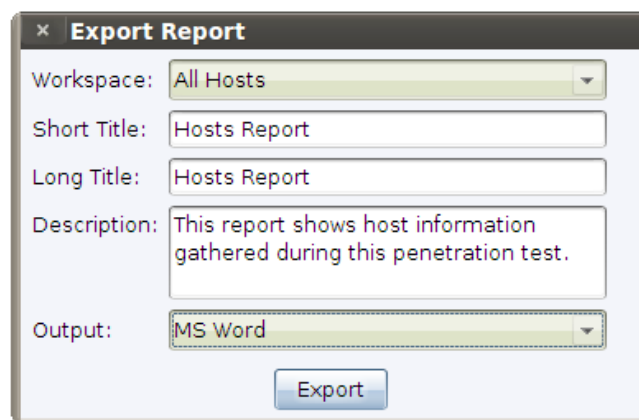 Export Report
Workspace: All Hosts
Short Title: Hosts Report
Long Title: Hosts Report
Description: This report shows host information
gathered during this penetration test.
Output: MS Word
Export